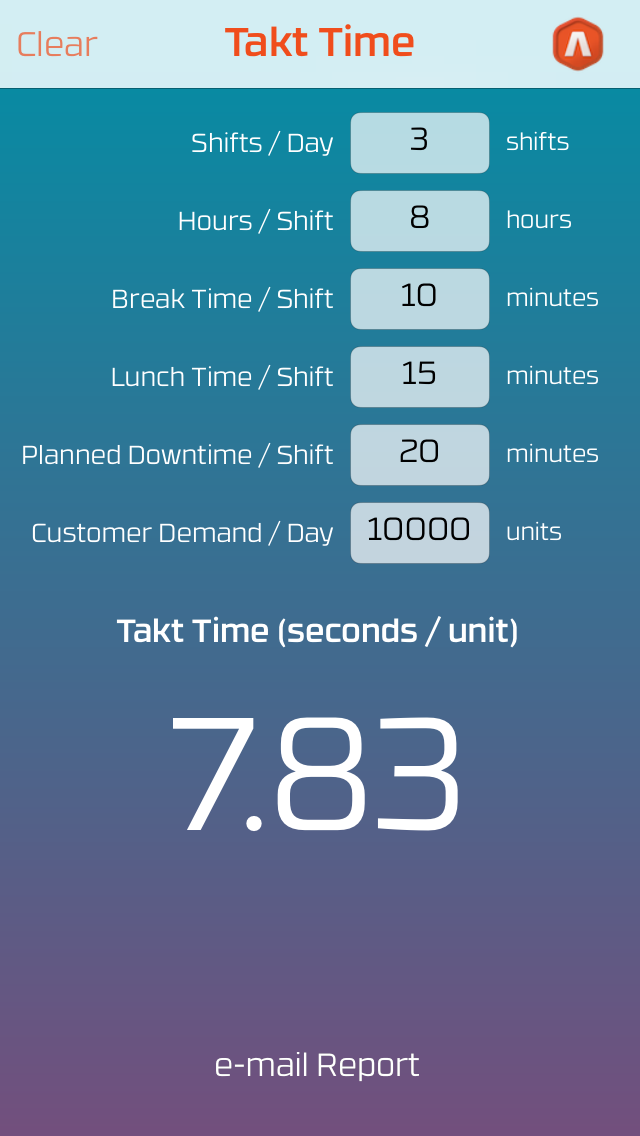 Clear Takt Time
Shifts / Day 3 shifts
Hours / Shift 8 hours
Break Time / Shift 10 minutes
Lunch Time / Shift 15 minutes
Planned Downtime / Shift 20 minutes
Customer Demand / Day 10000 units
Takt Time (seconds / unit)
7.83
e-mail Report